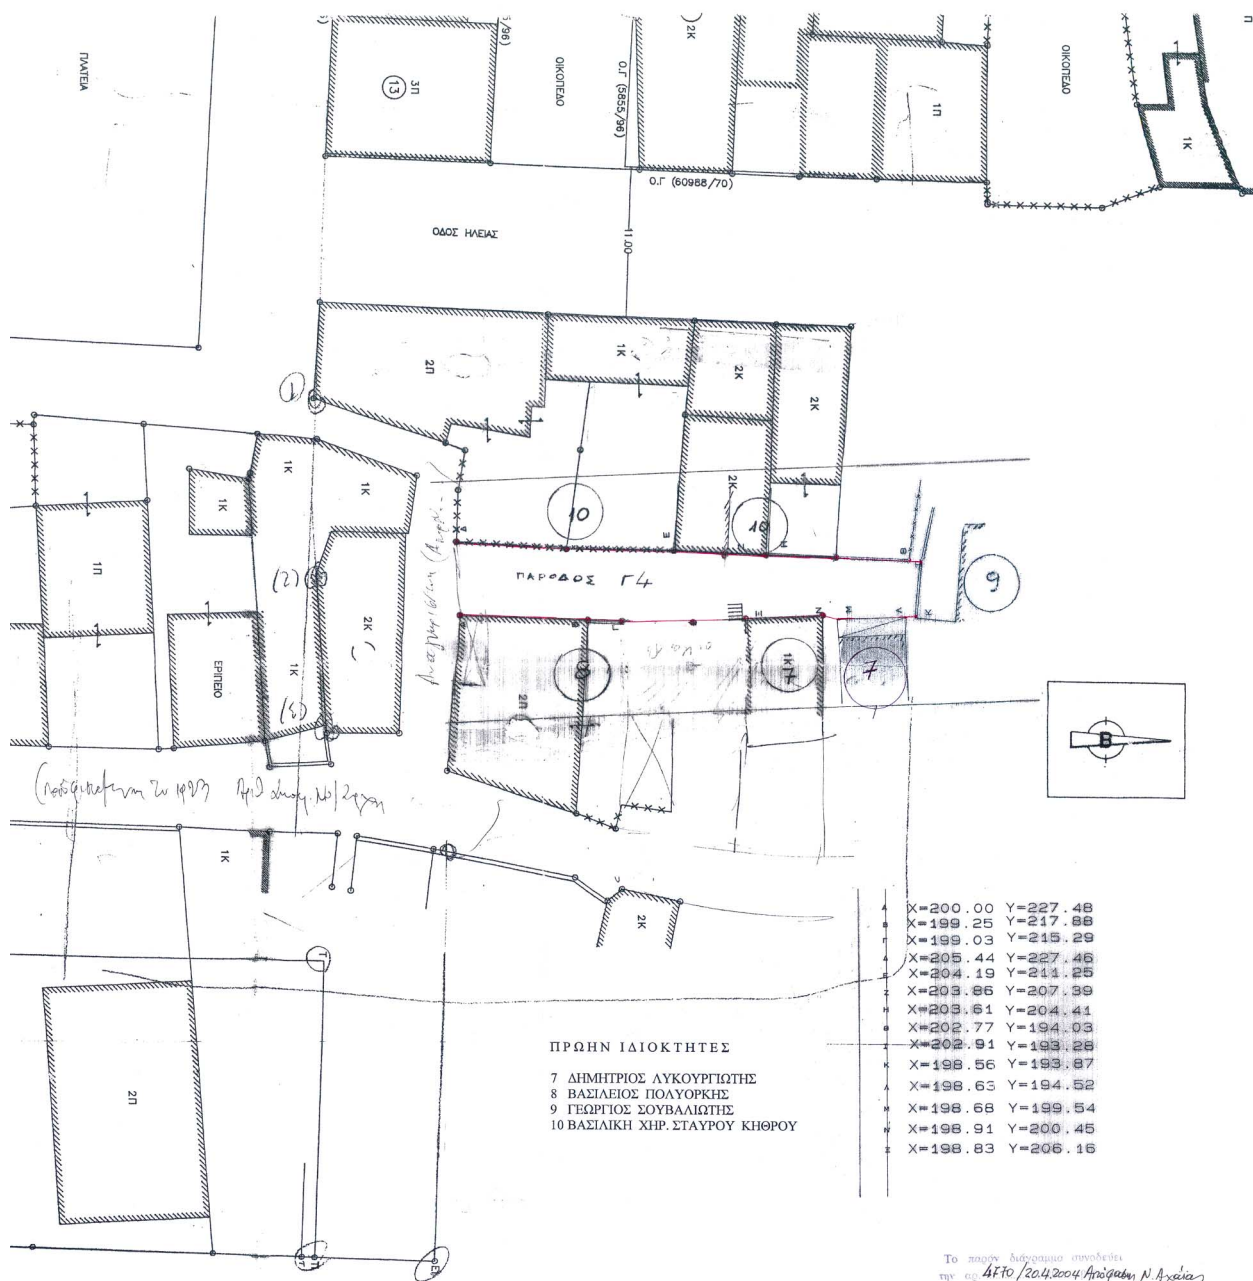 ΠΛΑΤΕΙΑ
3Π
13
ΟΙΚΟΠΕΔΟ
Ο.Γ (5855/96)
2Κ
1Π
ΟΙΚΟΠΕΔΟ
1Κ
Ο.Γ (60988/70)
ΟΔΟΣ ΗΛΕΙΑΣ
11.00
2Π
1Κ
2Κ
2Κ
2Κ
1
10
10
1Κ
1Κ
1Κ
1Π
(2)
2Κ
ΠΑΡΟΔΟΣ Γ4
9
ΕΡΙΠΕΙΟ
1Κ
(3)
2Π
8
1Κ
7
Β
1Κ
2Κ
2Π
Α X=200.00 Y=227.48
Β X=199.25 Y=217.88
Γ X=199.03 Y=215.29
Δ X=205.44 Y=227.46
Ε X=204.19 Y=211.25
Ζ X=203.86 Y=207.39
Η X=203.61 Y=204.41
Θ X=202.77 Y=194.03
Ι X=202.91 Y=193.28
Κ X=198.56 Y=193.87
Λ X=198.63 Y=194.52
Μ X=198.68 Y=199.54
Ν X=198.91 Y=200.45
Ξ X=198.83 Y=206.16
ΠΡΩΗΝ ΙΔΙΟΚΤΗΤΕΣ
7 ΔΗΜΗΤΡΙΟΣ ΛΥΚΟΥΡΓΙΩΤΗΣ
8 ΒΑΣΙΛΕΙΟΣ ΠΟΛΥΟΡΚΗΣ
9 ΓΕΩΡΓΙΟΣ ΣΟΥΒΑΛΙΩΤΗΣ
10 ΒΑΣΙΛΙΚΗ ΧΗΡ. ΣΤΑΥΡΟΥ ΚΗΘΡΟΥ
Το παρόν διάγραμμα συνοδεύει
την αρ. 4770/20.4.2004 Απόφαση Ν. Αχαΐας